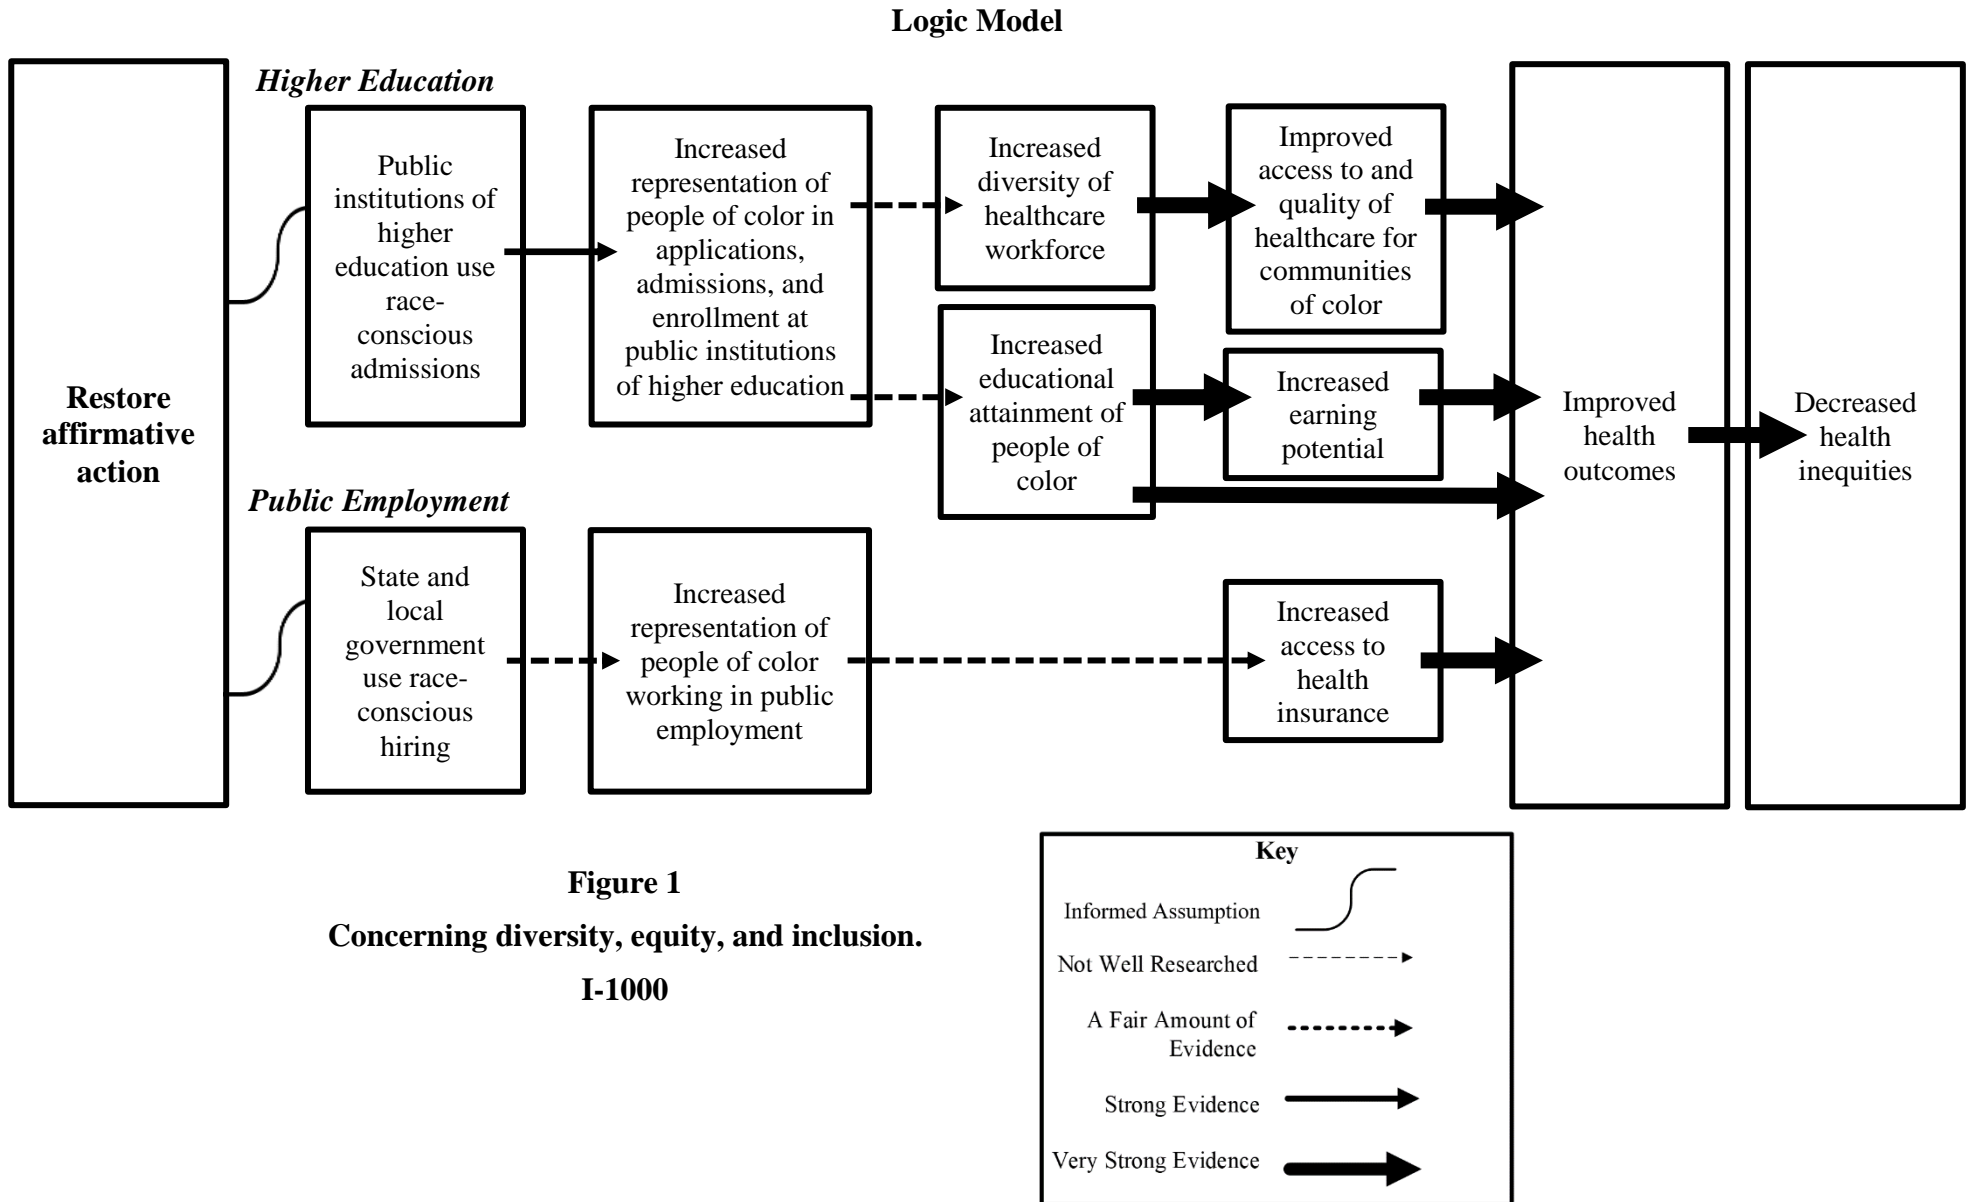 Logic Model
Restore
affirmative
action
Higher Education
Public
institutions of
higher
education use
race-
conscious
admissions
Increased
representation of
people of color in
applications,
admissions, and
enrollment at
public institutions
of higher education
Increased
diversity of
healthcare
workforce
Improved
access to and
quality of
healthcare for
communities
of color
Increased
educational
attainment of
people of
color
Increased
earning
potential
Public Employment
State and
local
government
use race-
conscious
hiring
Increased
representation of
people of color
working in public
employment
Increased
access to
health
insurance
Improved
health
outcomes
Decreased
health
inequities
Figure 1
Concerning diversity, equity, and inclusion.
I-1000
Key
Informed Assumption
Not Well Researched
A Fair Amount of
Evidence
Strong Evidence
Very Strong Evidence